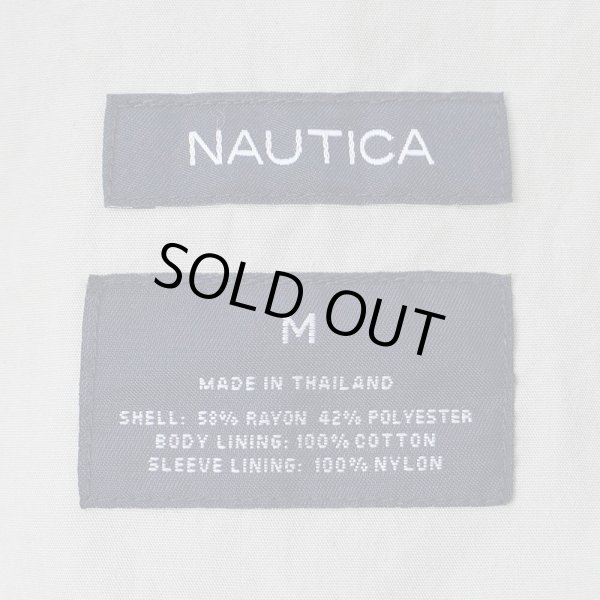 NAUTICA
SOLD OUT
M
MADE IN THAILAND
SHELL: 58% RAYON 42% POLYESTER
BODY LINING: 100% COTTON
SLEEVE LINING: 100% NYLON